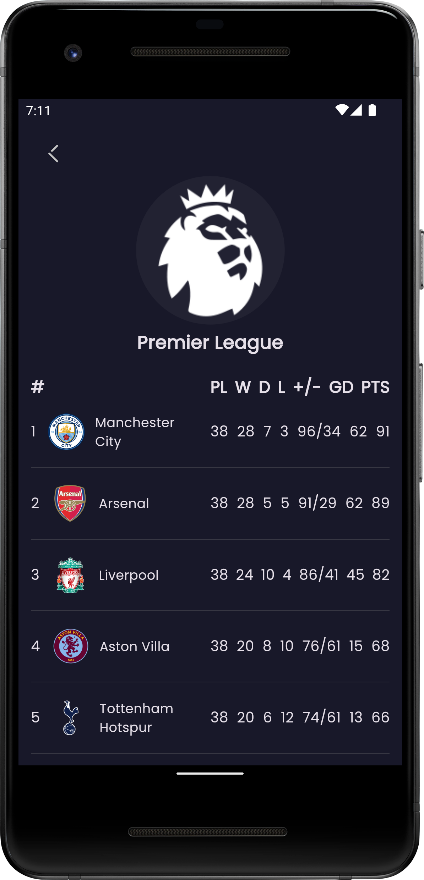 7:11
Premier League
# PL W D L +/- GD PTS
1 Manchester City 38 28 7 3 96/34 62 91
2 Arsenal 38 28 5 5 91/29 62 89
3 Liverpool 38 24 10 4 86/41 45 82
4 Aston Villa 38 20 8 10 76/61 15 68
5 Tottenham Hotspur 38 20 6 12 74/61 13 66